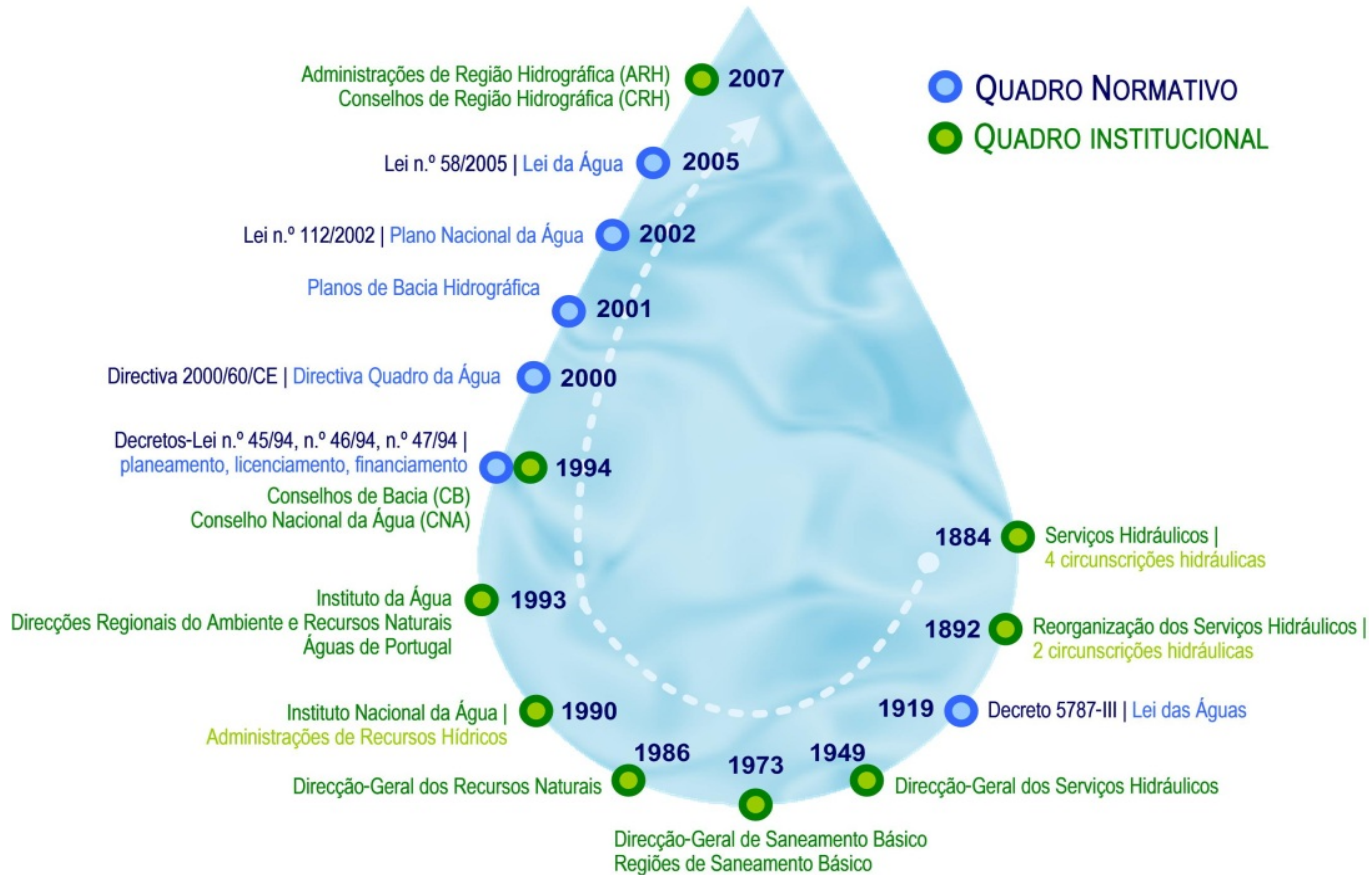 Administrações de Região Hidrográfica (ARH)
Conselhos de Região Hidrográfica (CRH)
2007
QUADRO NORMATIVO
QUADRO INSTITUCIONAL
Lei n.º 58/2005 | Lei da Água
2005
Lei n.º 112/2002 | Plano Nacional da Água
2002
Planos de Bacia Hidrográfica
2001
Directiva 2000/60/CE | Directiva Quadro da Água
2000
Decretos-Lei n.º 45/94, n.º 46/94, n.º 47/94 |
planeamento, licenciamento, financiamento
1994
Conselhos de Bacia (CB)
Conselho Nacional da Água (CNA)
1884
Serviços Hidráulicos |
4 circunscrições hidráulicas
Instituto da Água
Direcções Regionais do Ambiente e Recursos Naturais
Águas de Portugal
1993
1892
Reorganização dos Serviços Hidráulicos |
2 circunscrições hidráulicas
Instituto Nacional da Água |
Administrações de Recursos Hídricos
1990
1919
Decreto 5787-III | Lei das Águas
1986
Direcção-Geral dos Recursos Naturais
1973
Direcção-Geral de Saneamento Básico
Regiões de Saneamento Básico
1949
Direcção-Geral dos Serviços Hidráulicos